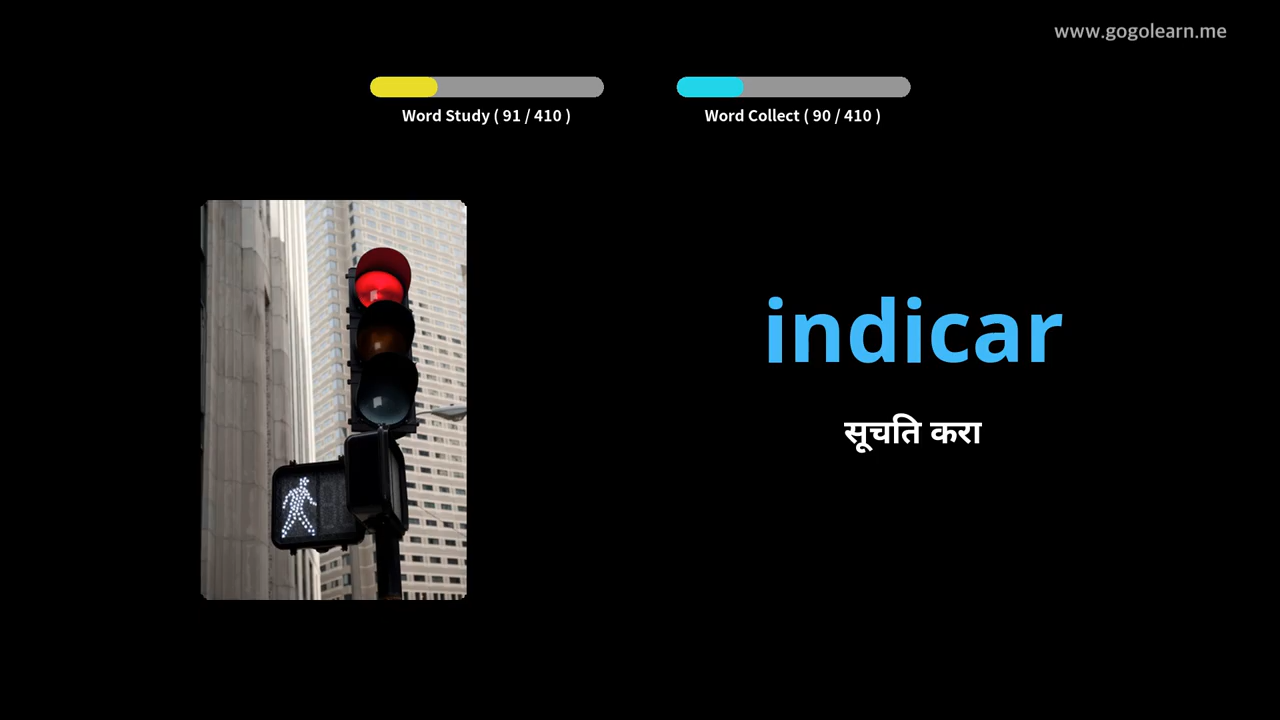 www.gogolearn.me
Word Study ( 91 / 410 )
Word Collect ( 90 / 410 )
indicar
सूचति करा